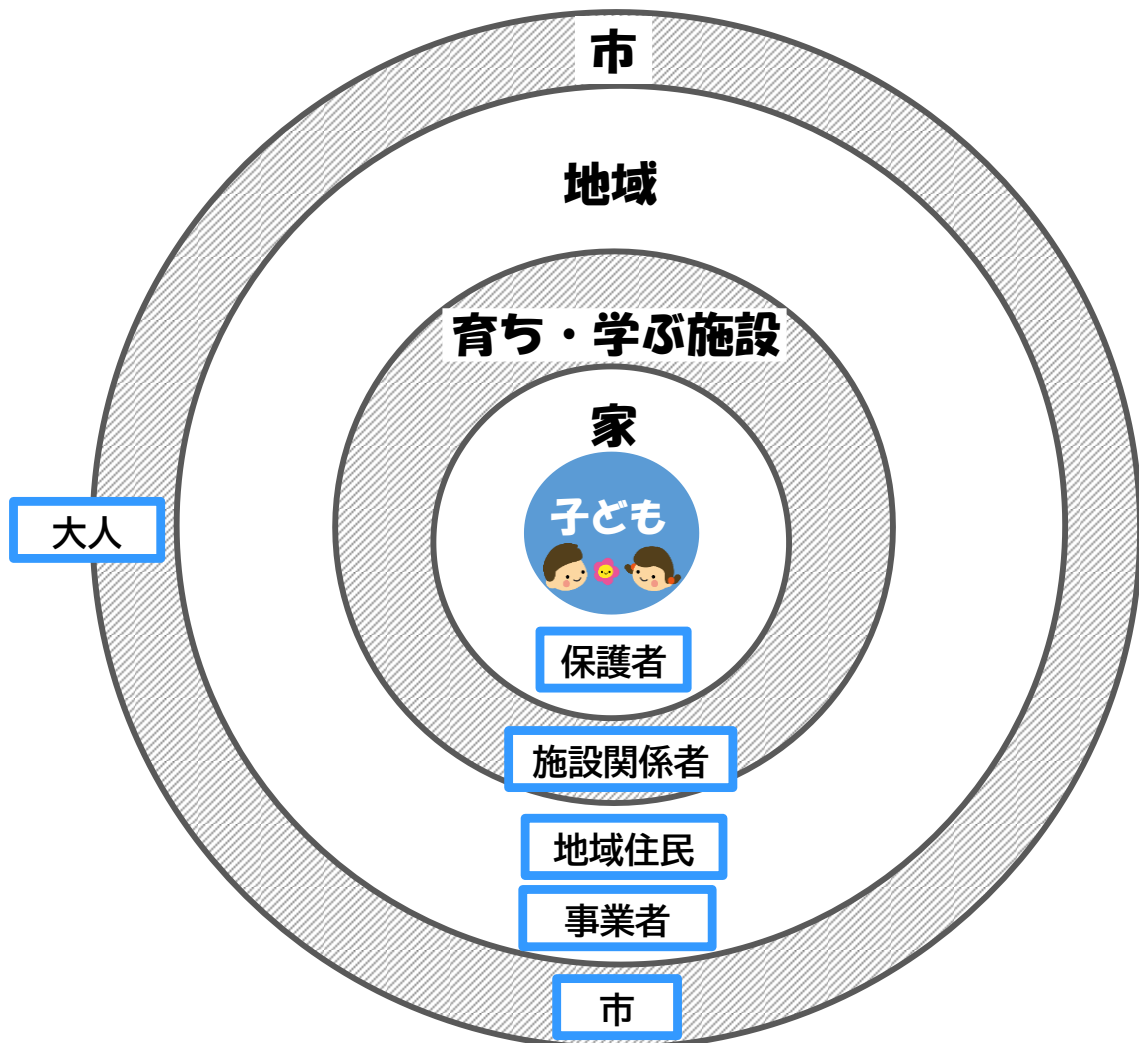 市
地域
育ち・学ぶ施設
家
子ども
大人
保護者
施設関係者
地域住民
事業者
市